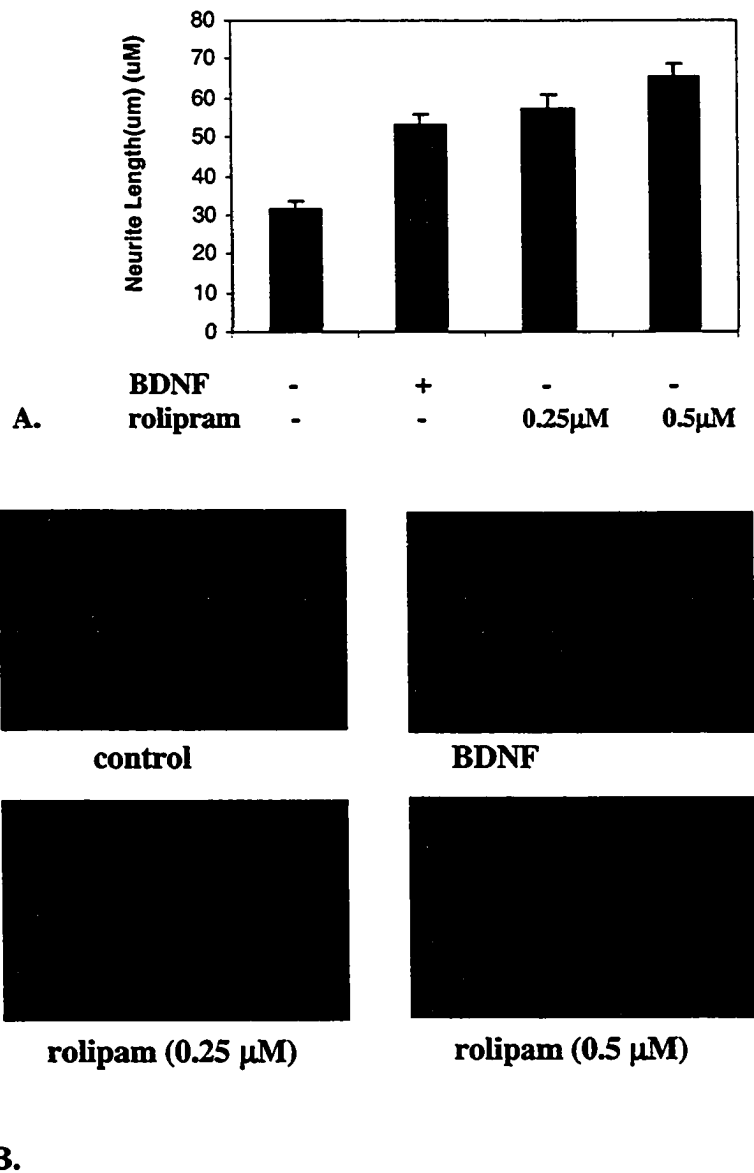 Neurite Length(um) (uM)
80
70
60
50
40
30
20
10
0
BDNF - + - -
A. rolipram - - 0.25µM 0.5µM
control BDNF
rolipam (0.25 µM) rolipam (0.5 µM)
B.